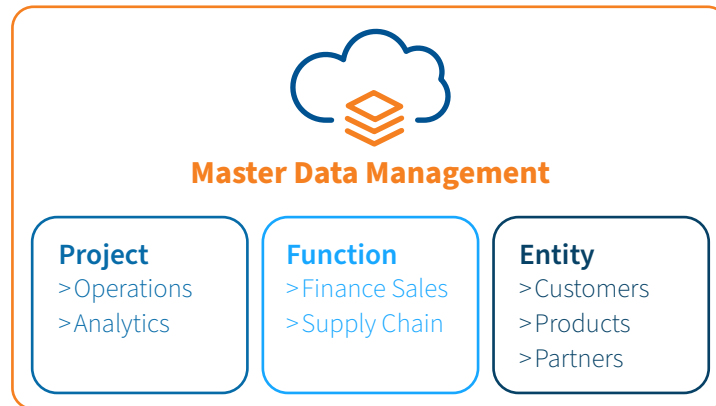 Master Data Management
Project
>Operations
>Analytics
Function
>Finance Sales
>Supply Chain
Entity
>Customers
>Products
>Partners